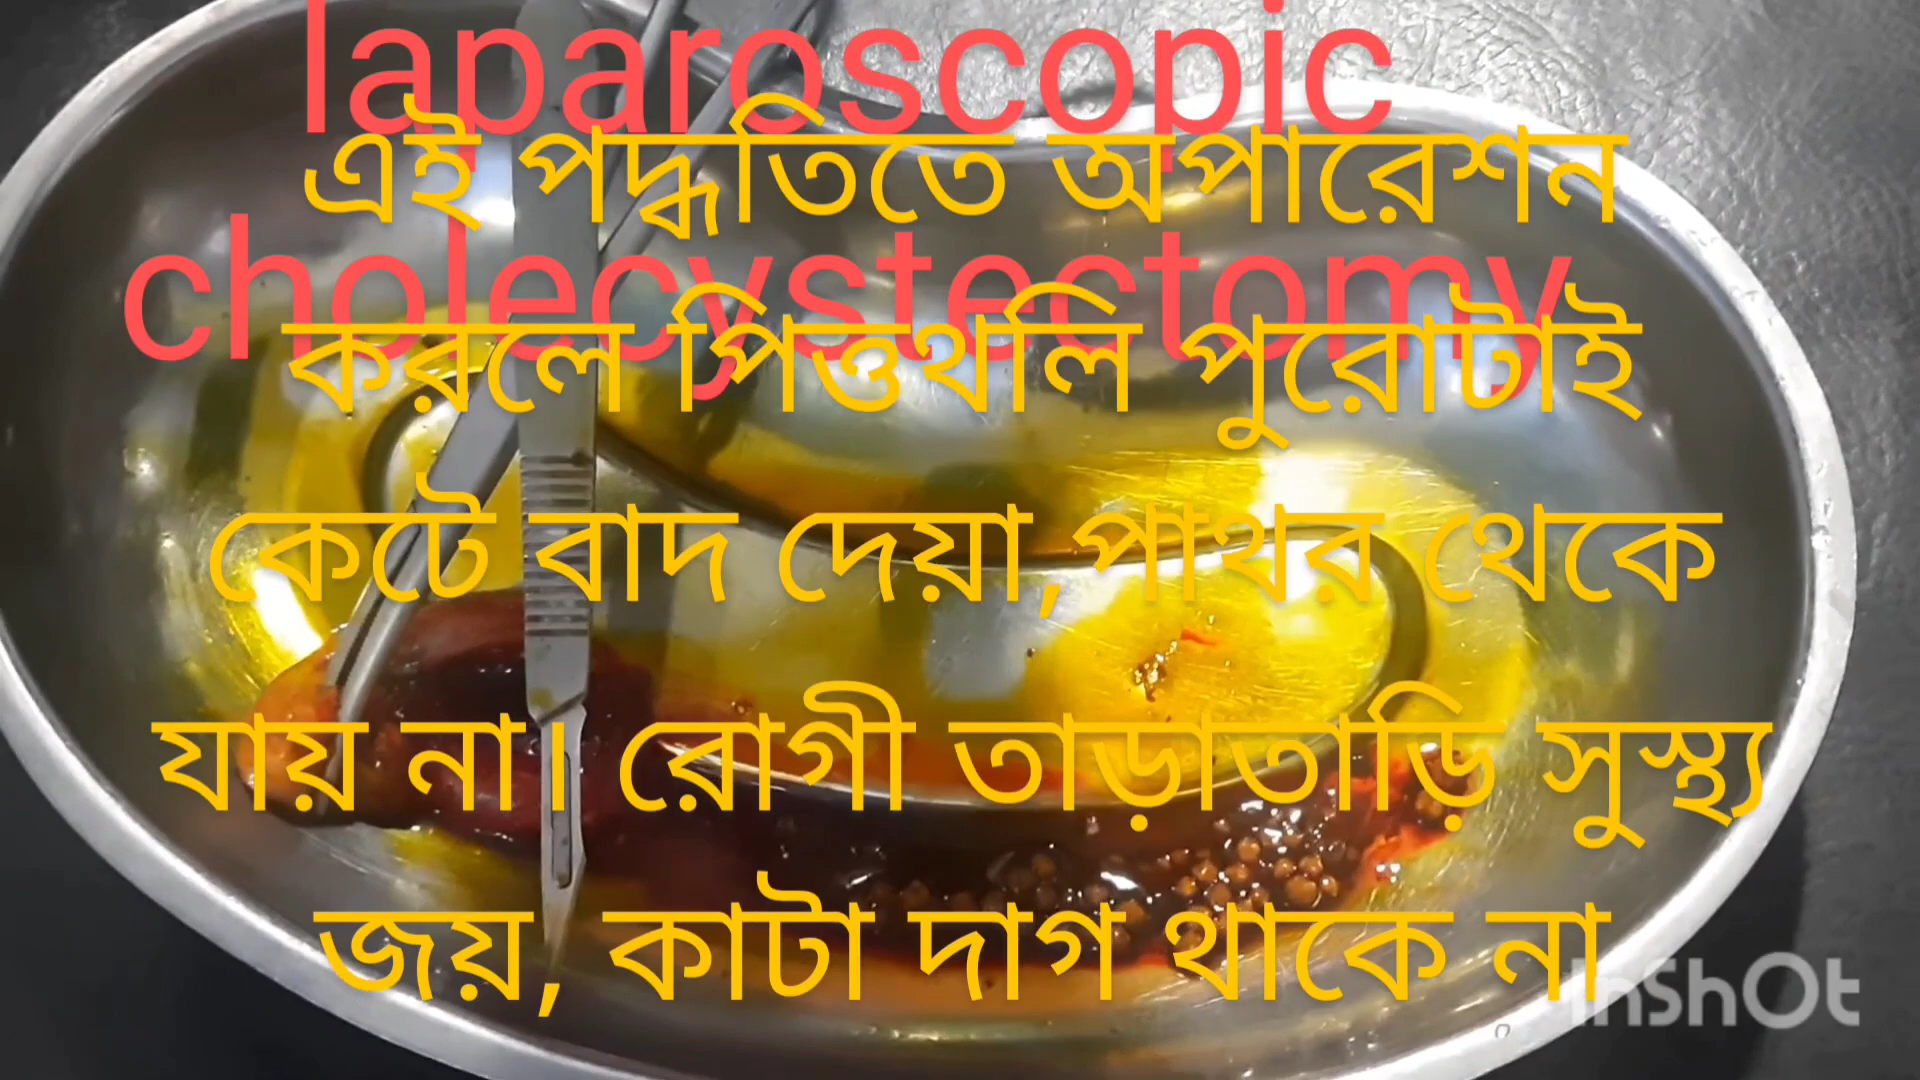 laparoscopic
এই পদ্ধতিতে অপারেশন
cholecystectomy
করলে পিত্তথলি পুরোটাই
কেটে বাদ দেয়া,পাথর থেকে
যায় না। রোগী তাড়াতাড়ি সুস্থ্য
জয়, কাটা দাগ থাকে না
InShOt